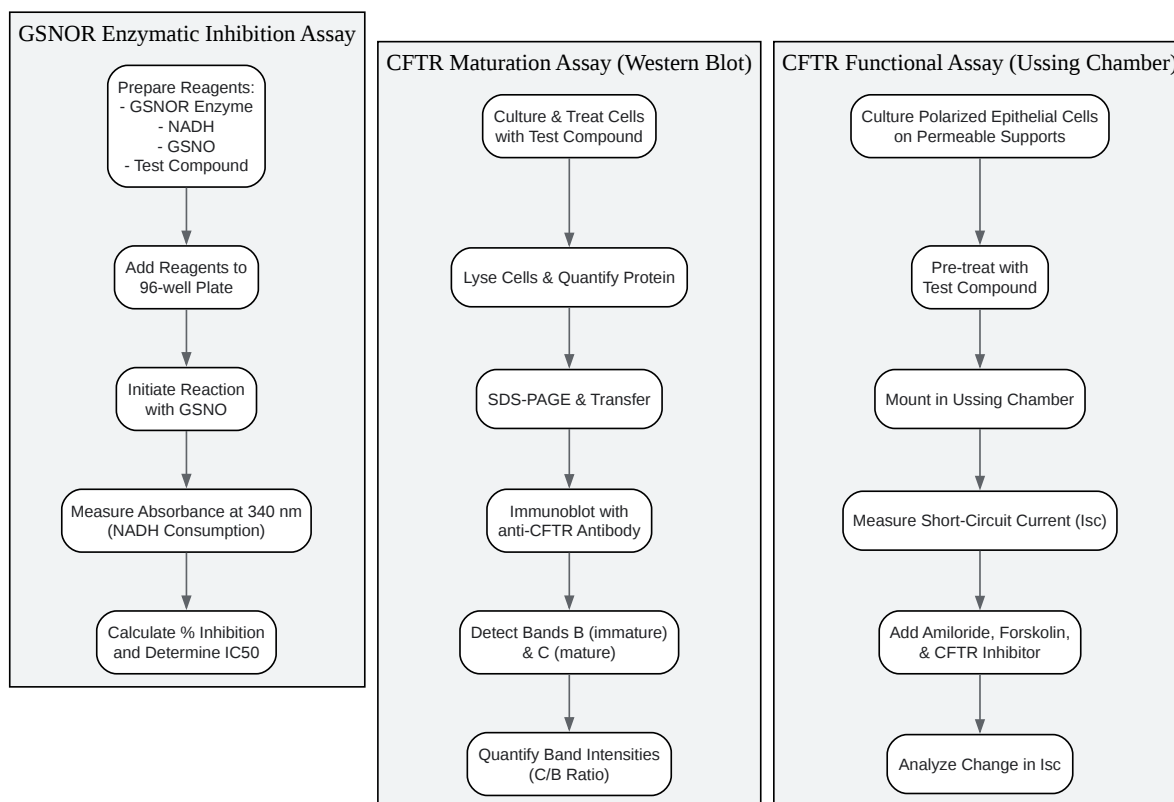 GSNOR Enzymatic Inhibition Assay
Prepare Reagents:
- GSNOR Enzyme
- NADH
- GSNO
- Test Compound
Add Reagents to
96-well Plate
Initiate Reaction
with GSNO
Measure Absorbance at 340 nm
(NADH Consumption)
Calculate % Inhibition
and Determine IC50
CFTR Maturation Assay (Western Blot)
Culture & Treat Cells
with Test Compound
Lyse Cells & Quantify Protein
SDS-PAGE & Transfer
Immunoblot with
anti-CFTR Antibody
Detect Bands B (immature)
& C (mature)
Quantify Band Intensities
(C/B Ratio)
CFTR Functional Assay (Ussing Chamber)
Culture Polarized Epithelial Cells
on Permeable Supports
Pre-treat with
Test Compound
Mount in Ussing Chamber
Measure Short-Circuit Current (Isc)
Add Amiloride, Forskolin,
& CFTR Inhibitor
Analyze Change in Isc